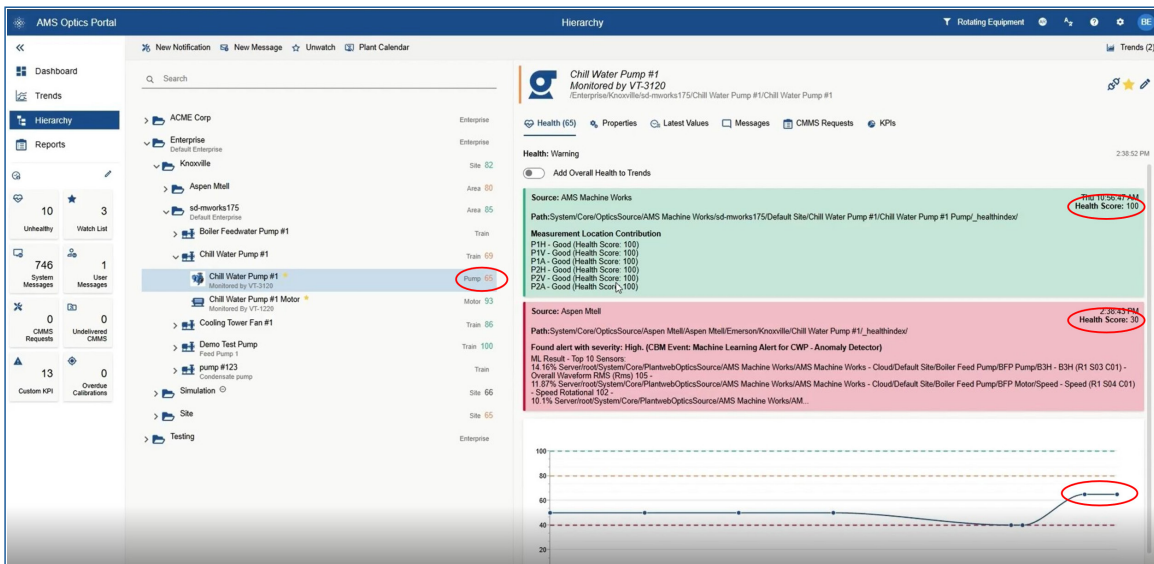 AMS Optics Portal
Hierarchy
Rotating Equipment
BE
New Notification
New Message
Unwatch
Plant Calendar
Trends (2)
Dashboard
Trends
Hierarchy
Reports
10
Unhealthy
3
Watch List
746
System
Messages
1
User
Messages
0
CMMS
Requests
0
Undelivered
CMMS
13
Custom KPI
0
Overdue
Calibrations
Search
ACME Corp
Enterprise
Enterprise
Default Enterprise
Enterprise
Knoxville
Site 82
Aspen Mtell
Area 80
sd-mworks175
Default Enterprise
Area 85
Boiler Feedwater Pump #1
Train
Chill Water Pump #1
Train 69
Chill Water Pump #1
Monitored by VT-3120
Pump 65
Chill Water Pump #1 Motor
Monitored By VT-1220
Motor 93
Cooling Tower Fan #1
Train 86
Demo Test Pump
Feed Pump 1
Train 100
pump #123
Condensate pump
Train
Simulation
Site 66
Site
Site 65
Testing
Enterprise
Chill Water Pump #1
Monitored by VT-3120
/Enterprise/Knoxville/sd-mworks175/Chill Water Pump #1/Chill Water Pump #1
Health (65)
Properties
Latest Values
Messages
CMMS Requests
KPIs
Health: Warning
2:38:52 PM
Add Overall Health to Trends
Source: AMS Machine Works
Thu 10:56:47 AM
Health Score: 100
Path:System/Core/OpticsSource/AMS Machine Works/sd-mworks175/Default Site/Chill Water Pump #1/Chill Water Pump #1 Pump/_healthindex/
Measurement Location Contribution
P1H - Good (Health Score: 100)
P1V - Good (Health Score: 100)
P1A - Good (Health Score: 100)
P2H - Good (Health Score: 100)
P2V - Good (Health Score: 100)
P2A - Good (Health Score: 100)
Source: Aspen Mtell
2:38:43 PM
Health Score: 30
Path:System/Core/OpticsSource/Aspen Mtell/Aspen Mtell/Emerson/Knoxville/Chill Water Pump #1/_healthindex/
Found alert with severity: High. (CBM Event: Machine Learning Alert for CWP - Anomaly Detector)
ML Result - Top 10 Sensors:
14.16% Server/root/System/Core/PlantwebOpticsSource/AMS Machine Works/AMS Machine Works - Cloud/Default Site/Boiler Feed Pump/BFP Pump/B3H - B3H (R1 S03 C01) -
Overall Waveform RMS (Rms) 105 -
11.87% Server/root/System/Core/PlantwebOpticsSource/AMS Machine Works/AMS Machine Works - Cloud/Default Site/Boiler Feed Pump/BFP Motor/Speed - Speed (R1 S04 C01)
- Speed Rotational 102 -
10.1% Server/root/System/Core/PlantwebOpticsSource/AMS Machine Works/AM...
100
80
60
40
20